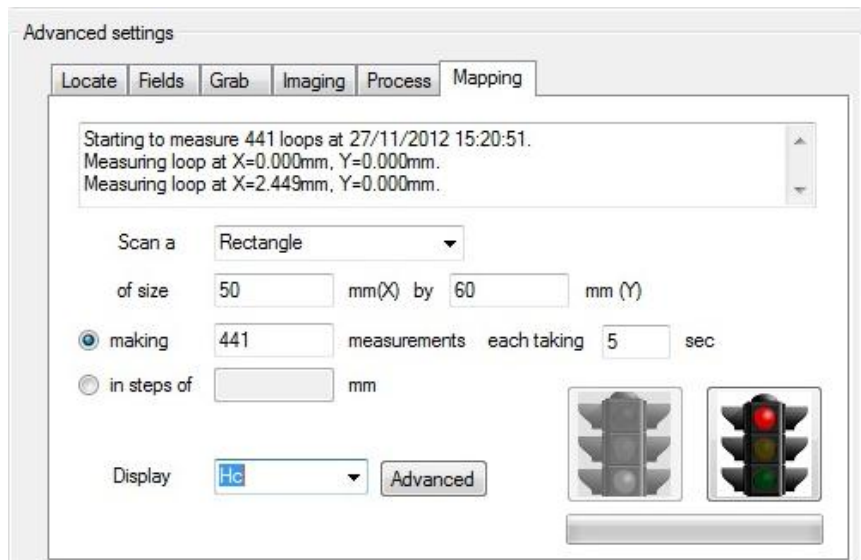 Advanced settings
Locate Fields Grab Imaging Process Mapping
Starting to measure 441 loops at 27/11/2012 15:20:51.
Measuring loop at X=0.000mm, Y=0.000mm.
Measuring loop at X=2.449mm, Y=0.000mm.
Scan a Rectangle
of size 50 mm(X) by 60 mm (Y)
making 441 measurements each taking 5 sec
in steps of mm
Display Hc Advanced